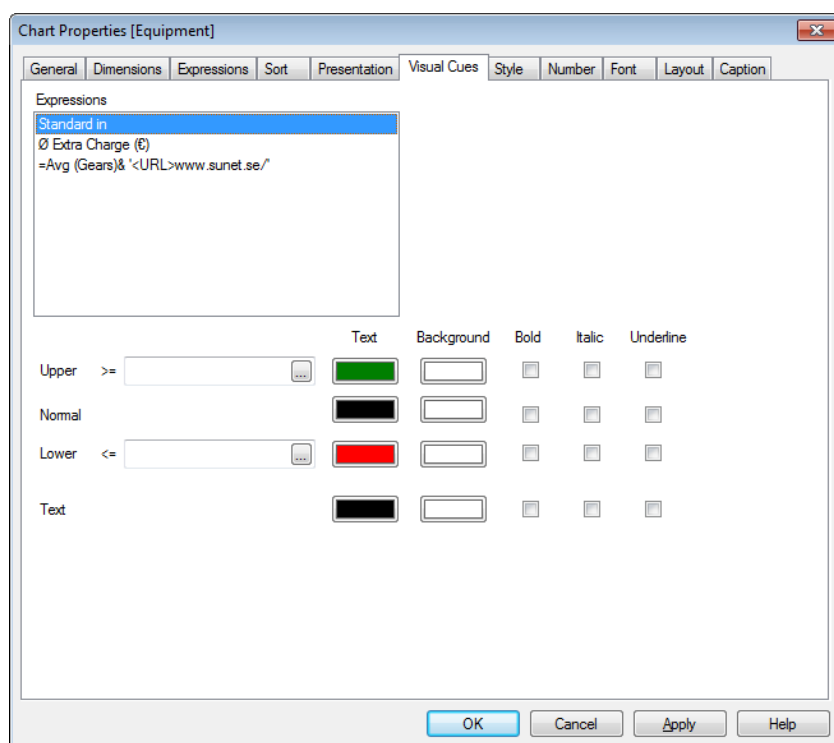 Chart Properties [Equipment]
General Dimensions Expressions Sort Presentation Visual Cues Style Number Font Layout Caption
Expressions
Standard in
Ø Extra Charge (€)
=Avg (Gears)& '<URL>www.sunet.se/'
Text Background Bold Italic Underline
Upper >= ...
Normal
Lower <= ...
Text
OK Cancel Apply Help